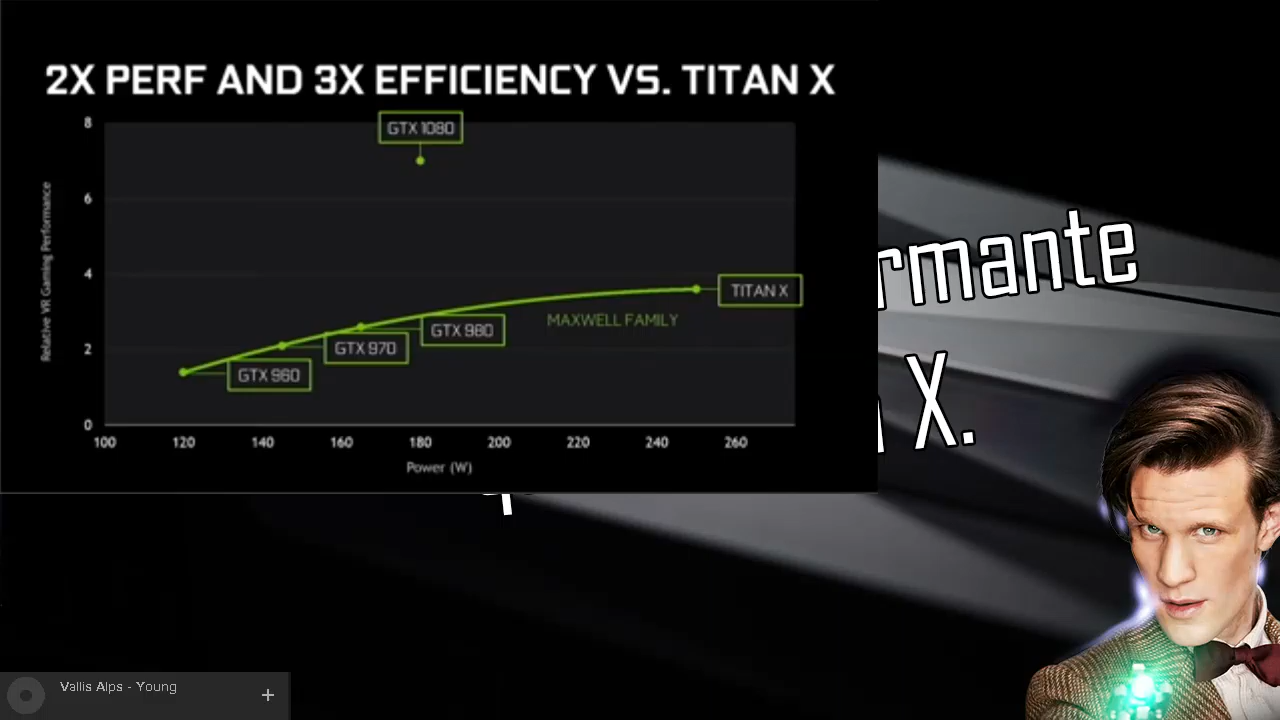 2X PERF AND 3X EFFICIENCY VS. TITAN X
8
GTX 1080
6
4
TITAN X
MAXWELL FAMILY
GTX 980
GTX 970
2
GTX 960
0
100 120 140 160 180 200 220 240 260
Power (W)
Relative VR Gaming Performance
rmante
X.
Vallis Alps - Young
+